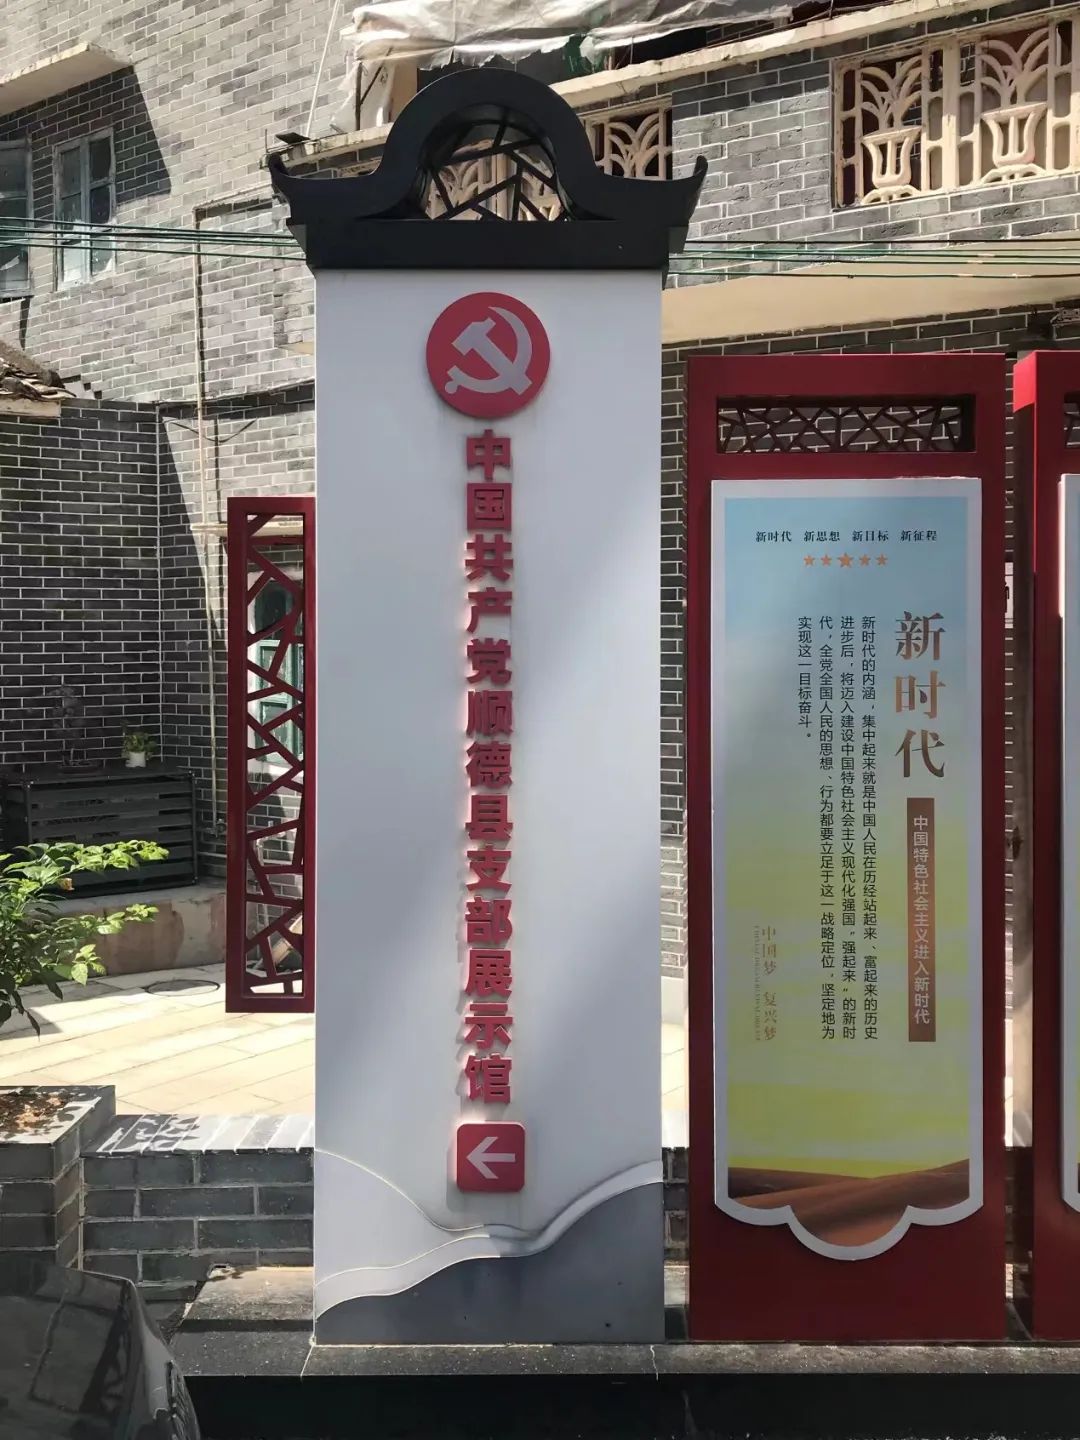 中国共产党顺德县支部展示馆
新时代 新思想 新目标 新征程
新时代
中国特色社会主义进入新时代
新时代的内涵，集中起来就是中国人民在历经站起来、富起来的历史
进步后，将迈入建设中国特色社会主义现代化强国“强起来”的新时
代，全党全国人民的思想、行为都要立足于这一战略定位，坚定地为
实现这一目标奋斗。
中国梦 复兴梦